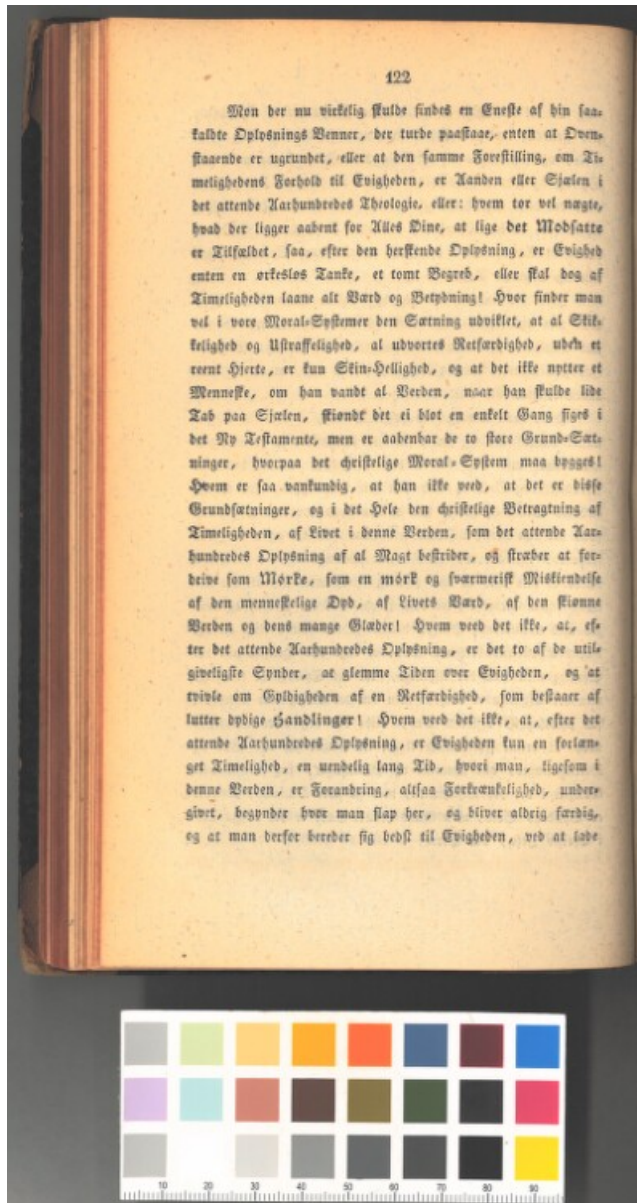 122
Mon der nu virkelig skulde findes en Eneste af hin saa-
kaldte Oplysnings Venner, der turde paastaae, enten at Oven-
staaende er ugrundet, eller at den samme Forestilling, om Ti-
melighedens Forhold til Evigheden, er Aanden eller Sjælen i
det attende Aarhundredes Theologie, eller: hvem tør vel nægte,
hvad der ligger aabent for Alles Øine, at lige det Modsatte
er Tilfældet, saa, efter den herskende Oplysning, er Evighed
enten en ørkesløs Tanke, et tomt Begreb, eller skal dog af
Timeligheden laane alt Værd og Betydning! Hvor finder man
vel i vore Moral-Systemer den Sætning udviklet, at al Skik-
kelighed og Ustraffelighed, al udvortes Retfærdighed, uden et
reent Hjerte, er kun Skin-Hellighed, og at det ikke nytter et
Menneske, om han vandt al Verden, naar han skulde lide
Tab paa Sjælen, skiøndt det ei blot en enkelt Gang siges i
det Ny Testamente, men er aabenbar de to store Grund-Sæt-
ninger, hvorpaa det christelige Moral-System maa bygges!
Hvem er saa vankundig, at han ikke veed, at det er disse
Grundsætninger, og i det Hele den christelige Betragtning af
Timeligheden, af Livet i denne Verden, som det attende Aar-
hundredes Oplysning af al Magt bestrider, og stræber at for-
drive som Mørke, som en mørk og sværmerisk Miskiendelse
af den menneskelige Dyd, af Livets Værd, af den skiønne
Verden og dens mange Glæder! Hvem veed det ikke, at, ef-
ter det attende Aarhundredes Oplysning, er det to af de util-
giveligste Synder, at glemme Tiden over Evigheden, og at
tvivle om Gyldigheden af en Retfærdighed, som bestaaer af
lutter dydige Handlinger! Hvem veed det ikke, at, efter det
attende Aarhundredes Oplysning, er Evigheden kun en forlæn-
get Timelighed, en uendelig lang Tid, hvori man, ligesom i
denne Verden, er Forandring, altsaa Forkrænkelighed, under-
givet, begynder hvor man slap her, og bliver aldrig færdig,
og at man derfor bereder sig bedst til Evigheden, ved at lade
10 20 30 40 50 60 70 80 90